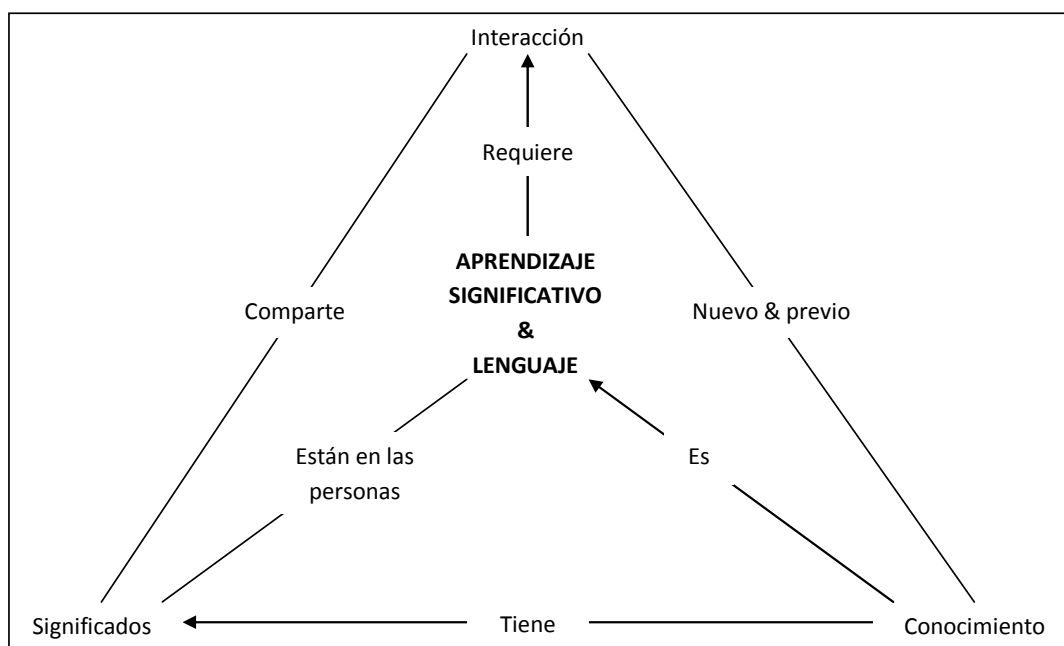 Interacción
Requiere
APRENDIZAJE
SIGNIFICATIVO
&
LENGUAJE
Comparte
Nuevo & previo
Están en las
personas
Es
Significados
Tiene
Conocimiento